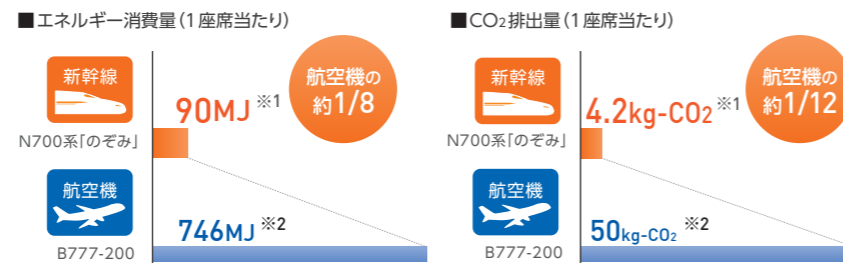 ■エネルギー消費量(1座席当たり)
新幹線
N700系「のぞみ」
90MJ ※1
航空機の
約1/8
航空機
B777-200
746MJ ※2
■CO2排出量(1座席当たり)
新幹線
N700系「のぞみ」
4.2kg-CO2 ※1
航空機の
約1/12
航空機
B777-200
50kg-CO2 ※2